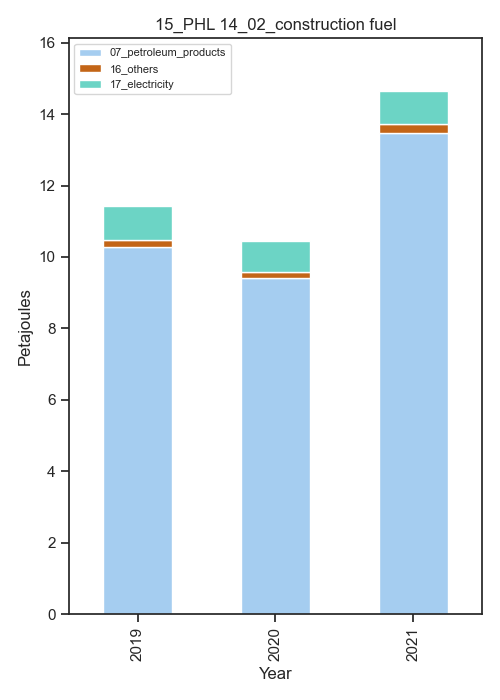 15_PHL 14_02_construction fuel
07_petroleum_products
16_others
17_electricity
Petajoules
16
14
12
10
8
6
4
2
0
2019
2020
2021
Year